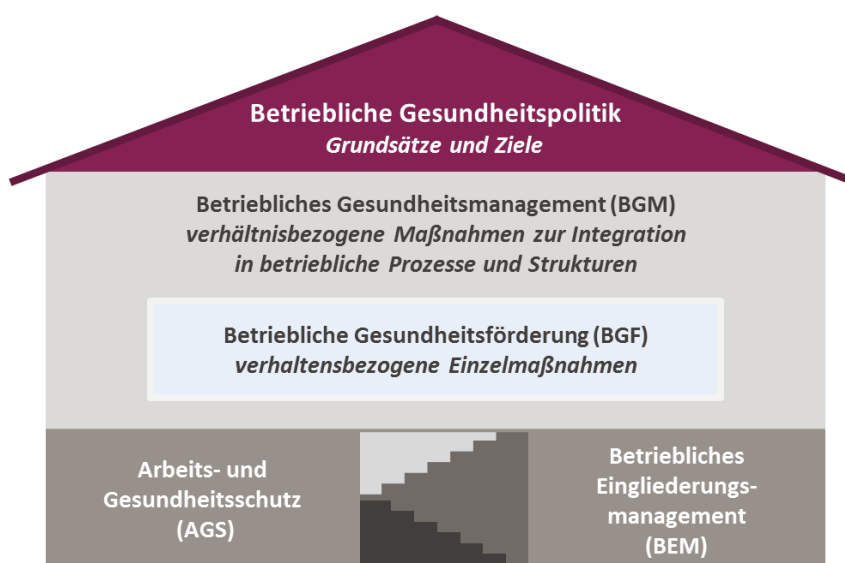 Betriebliche Gesundheitspolitik
Grundsätze und Ziele
Betriebliches Gesundheitsmanagement (BGM)
verhältnisbezogene Maßnahmen zur Integration
in betriebliche Prozesse und Strukturen
Betriebliche Gesundheitsförderung (BGF)
verhaltensbezogene Einzelmaßnahmen
Arbeits- und
Gesundheitsschutz
(AGS)
Betriebliches
Eingliederungs-
management
(BEM)